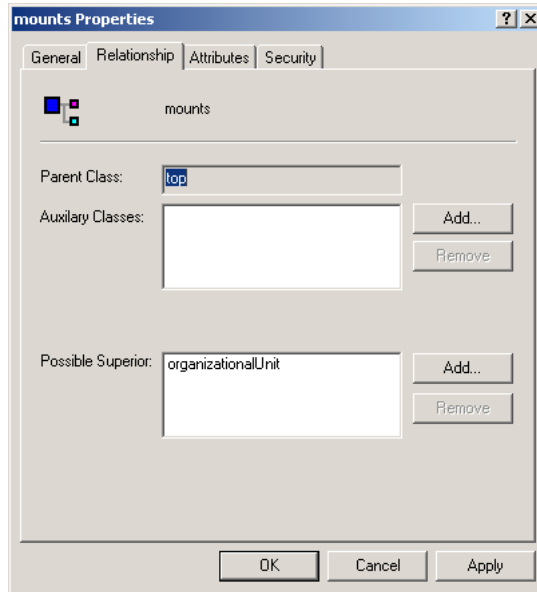 mounts Properties
General Relationship Attributes Security
mounts
Parent Class: top
Auxilary Classes: Add...
Remove
Possible Superior: organizationalUnit Add...
Remove
OK Cancel Apply